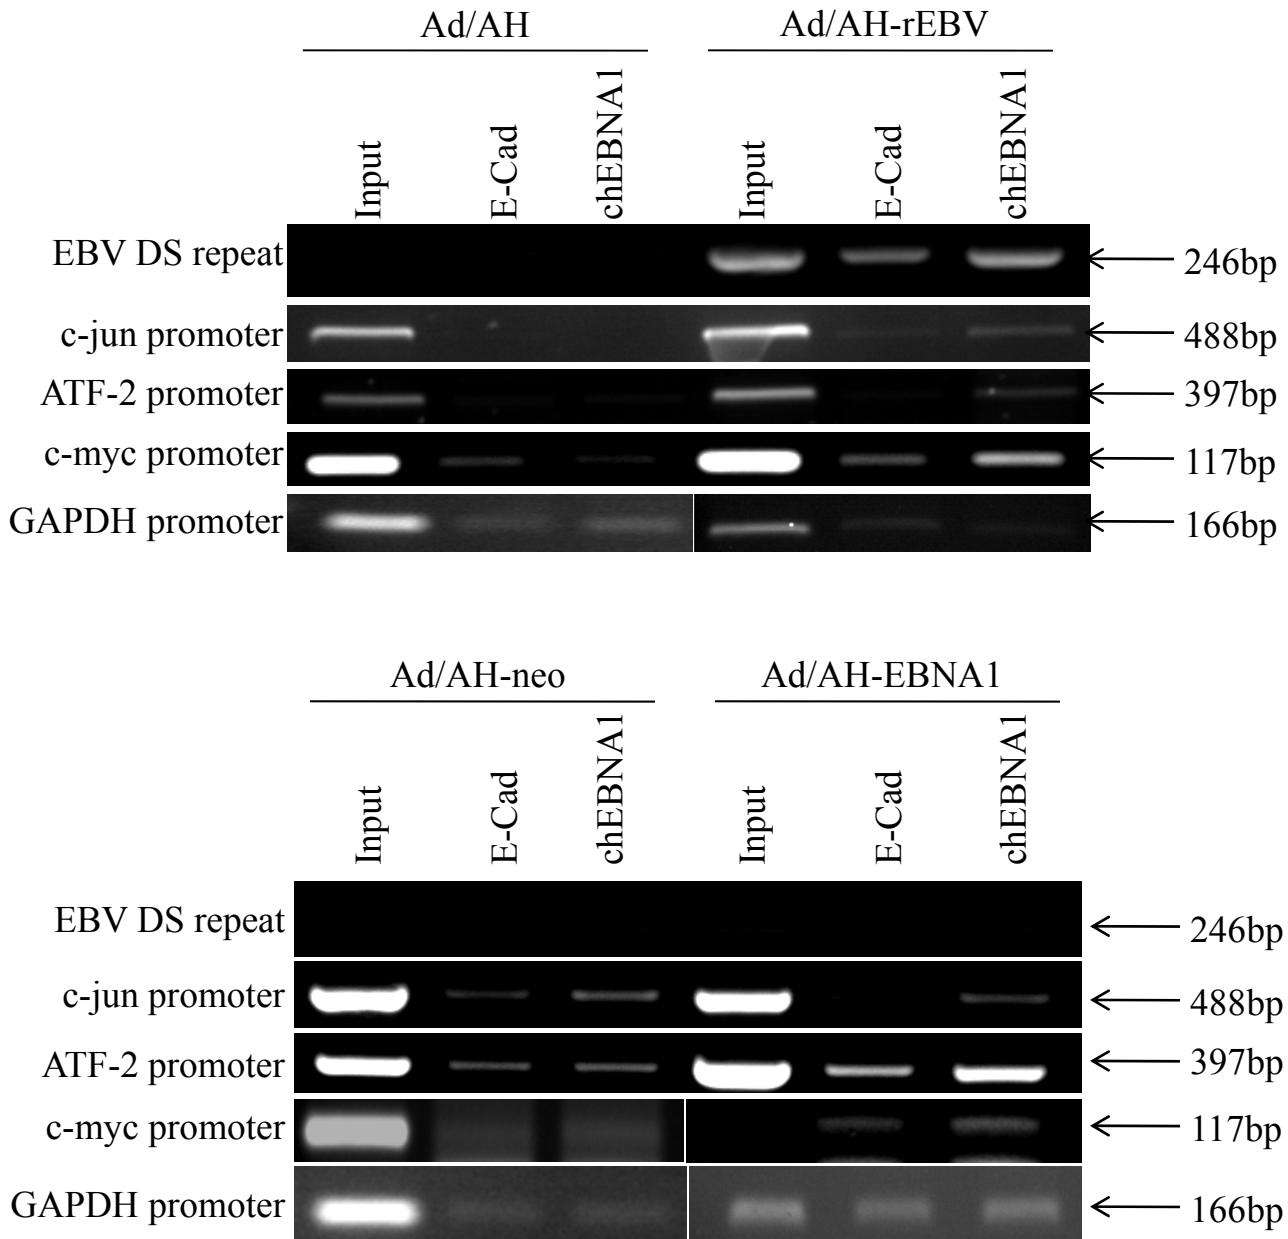 Ad/AH Ad/AH-rEBV
Input E-Cad chEBNA1 Input E-Cad chEBNA1
EBV DS repeat 246bp
c-jun promoter 488bp
ATF-2 promoter 397bp
c-myc promoter 117bp
GAPDH promoter 166bp
Ad/AH-neo Ad/AH-EBNA1
Input E-Cad chEBNA1 Input E-Cad chEBNA1
EBV DS repeat 246bp
c-jun promoter 488bp
ATF-2 promoter 397bp
c-myc promoter 117bp
GAPDH promoter 166bp